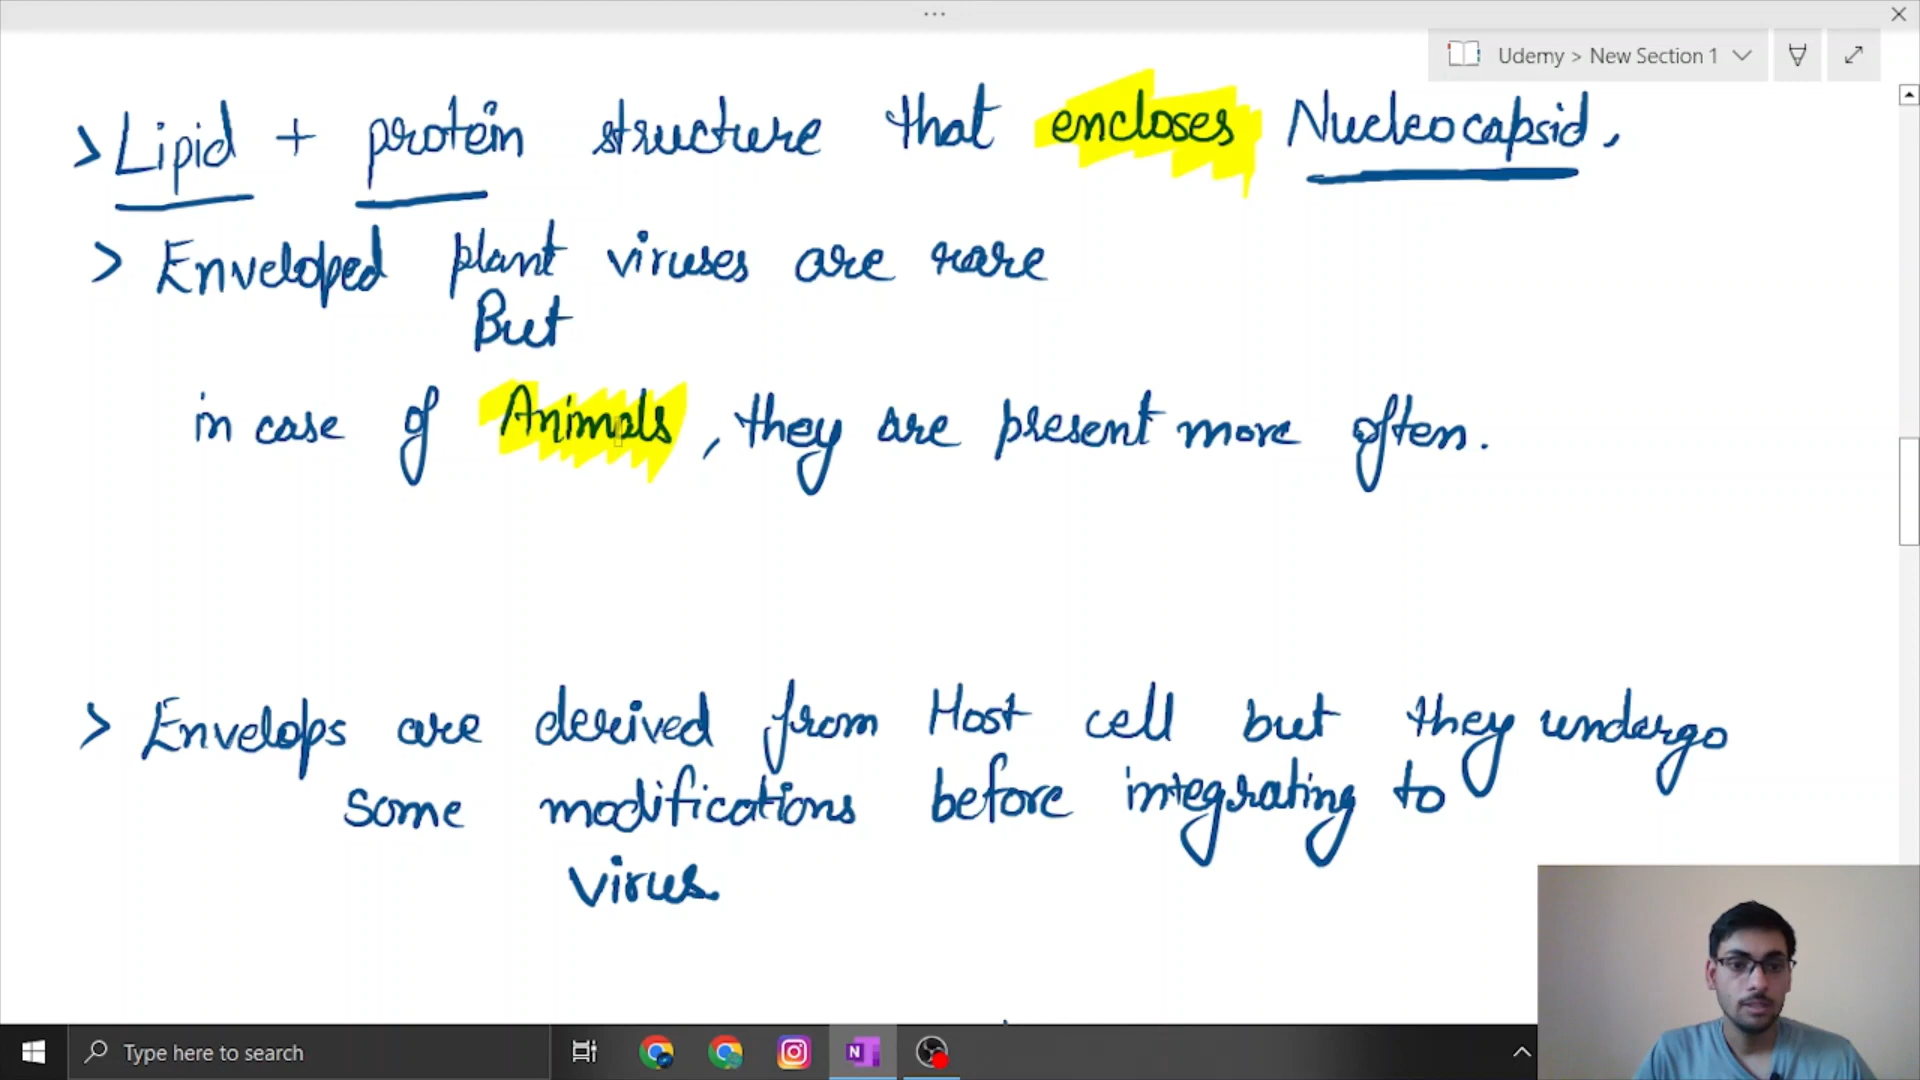 ...
Udemy > New Section 1
> Lipid + protein structure that encloses Nucleocapsid.
> Enveloped plant viruses are rare
But
in case of Animals, they are present more often.
> Envelops are derived from Host cell but they undergo
some modifications before integrating to
virus.
Type here to search